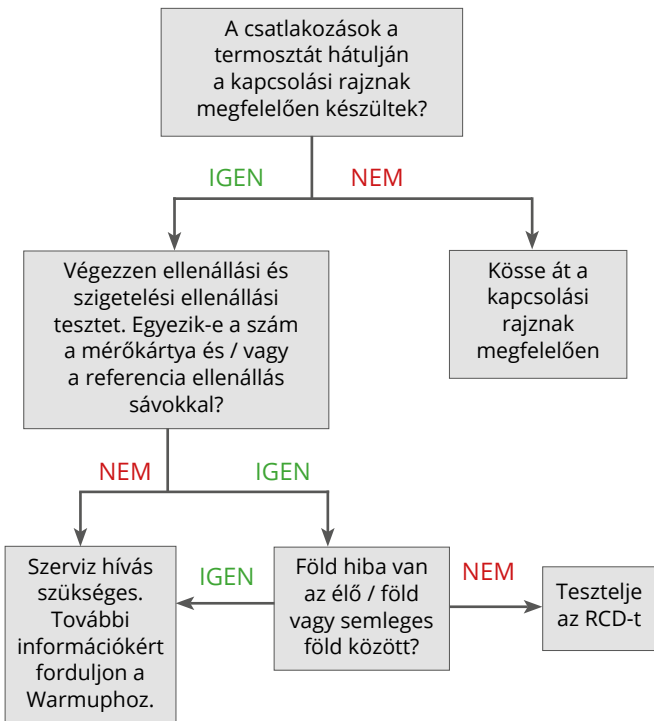 A csatlakozások a
termosztát hátulján
a kapcsolási rajznak
megfelelően készültek?
IGEN
NEM
Végezzen ellenállási és
szigetelési ellenállási
tesztet. Egyezik-e a szám
a mérőkártya és / vagy
a referencia ellenállás
sávokkal?
Kösse át a
kapcsolási
rajznak
megfelelően
NEM
IGEN
Szerviz hívás
szükséges.
További
információkért
forduljon a
Warmuphoz.
IGEN
Föld hiba van
az élő / föld
vagy semleges
föld között?
NEM
Tesztelje
az RCD-t